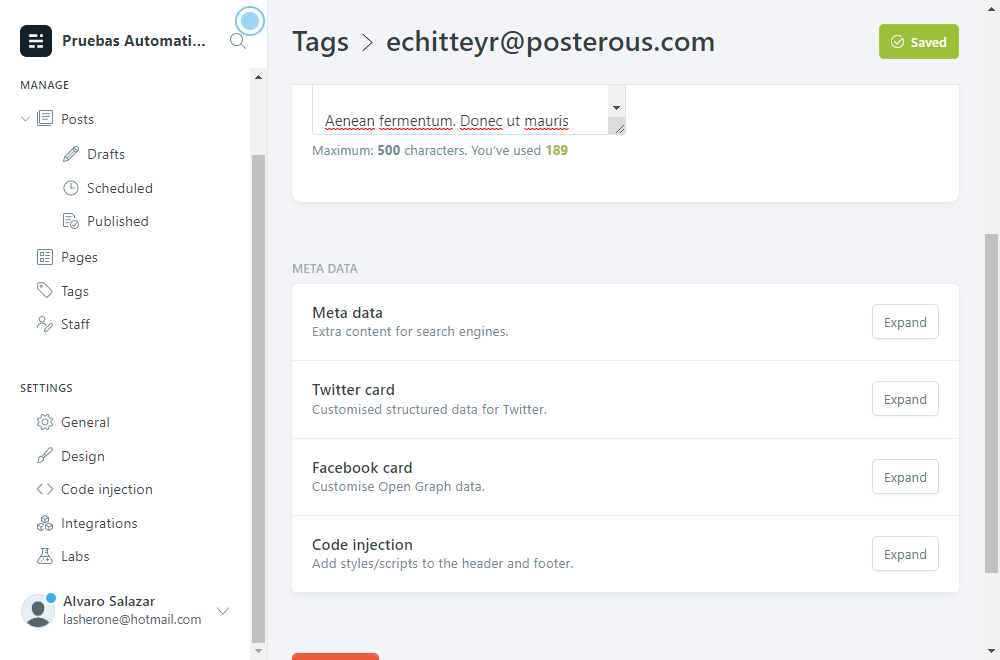 Pruebas Automati...
MANAGE
Posts
Drafts
Scheduled
Published
Pages
Tags
Staff
SETTINGS
General
Design
Code injection
Integrations
Labs
Alvaro Salazar
lasherone@hotmail.com
Tags > echitteyr@posterous.com
Saved
Aenean fermentum. Donec ut mauris
Maximum: 500 characters. You’ve used 189
META DATA
Meta data
Extra content for search engines.
Expand
Twitter card
Customised structured data for Twitter.
Expand
Facebook card
Customise Open Graph data.
Expand
Code injection
Add styles/scripts to the header and footer.
Expand